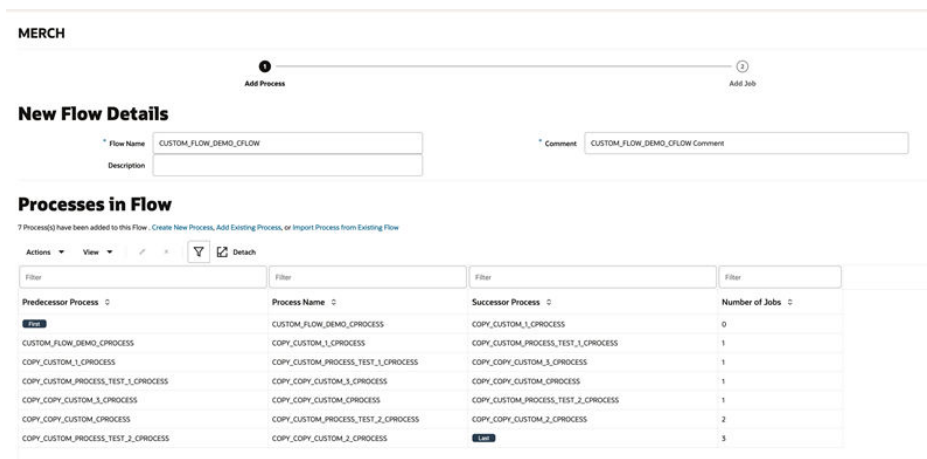 MERCH
1 2
Add Process Add Job
New Flow Details
* Flow Name CUSTOM_FLOW_DEMO_CFLOW * Comment CUSTOM_FLOW_DEMO_CFLOW Comment
Description
Processes in Flow
7 Process(s) have been added to this Flow . Create New Process, Add Existing Process, or Import Process from Existing Flow
Actions View Detach
Filter Filter Filter Filter
Predecessor Process Process Name Successor Process Number of Jobs
First CUSTOM_FLOW_DEMO_CPROCESS COPY_CUSTOM_1_CPROCESS 0
CUSTOM_FLOW_DEMO_CPROCESS COPY_CUSTOM_1_CPROCESS COPY_CUSTOM_PROCESS_TEST_1_CPROCESS 1
COPY_CUSTOM_1_CPROCESS COPY_CUSTOM_PROCESS_TEST_1_CPROCESS COPY_COPY_CUSTOM_3_CPROCESS 1
COPY_CUSTOM_PROCESS_TEST_1_CPROCESS COPY_COPY_CUSTOM_3_CPROCESS COPY_COPY_CUSTOM_CPROCESS 1
COPY_COPY_CUSTOM_3_CPROCESS COPY_COPY_CUSTOM_CPROCESS COPY_CUSTOM_PROCESS_TEST_2_CPROCESS 1
COPY_COPY_CUSTOM_CPROCESS COPY_CUSTOM_PROCESS_TEST_2_CPROCESS COPY_COPY_CUSTOM_2_CPROCESS 2
COPY_CUSTOM_PROCESS_TEST_2_CPROCESS COPY_COPY_CUSTOM_2_CPROCESS Last 3